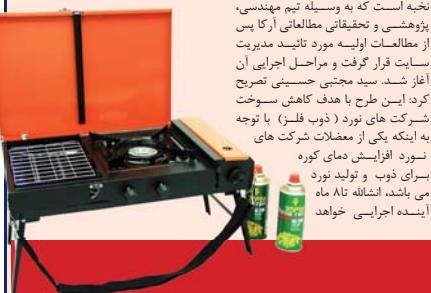 نخبه است که به وسیله تیم مهندسی،
پژوهشی و تحقیقاتی مطالعاتی آرکا پس
از مطالعات اولیه مورد تائید مدیریت
سایت قرار گرفت و مراحل اجرایی آن
آغاز شد. سید مجتبی حسینی تصریح
کرد: این طرح با هدف کاهش سوخت
شرکت های نورد (ذوب فلز) با توجه
به اینکه یکی از معضلات شرکت های
نورد افزایش دمای کوره
برای ذوب و تولید نورد
می باشد، انشالله تا۸ ماه
آینده اجرایی خواهد